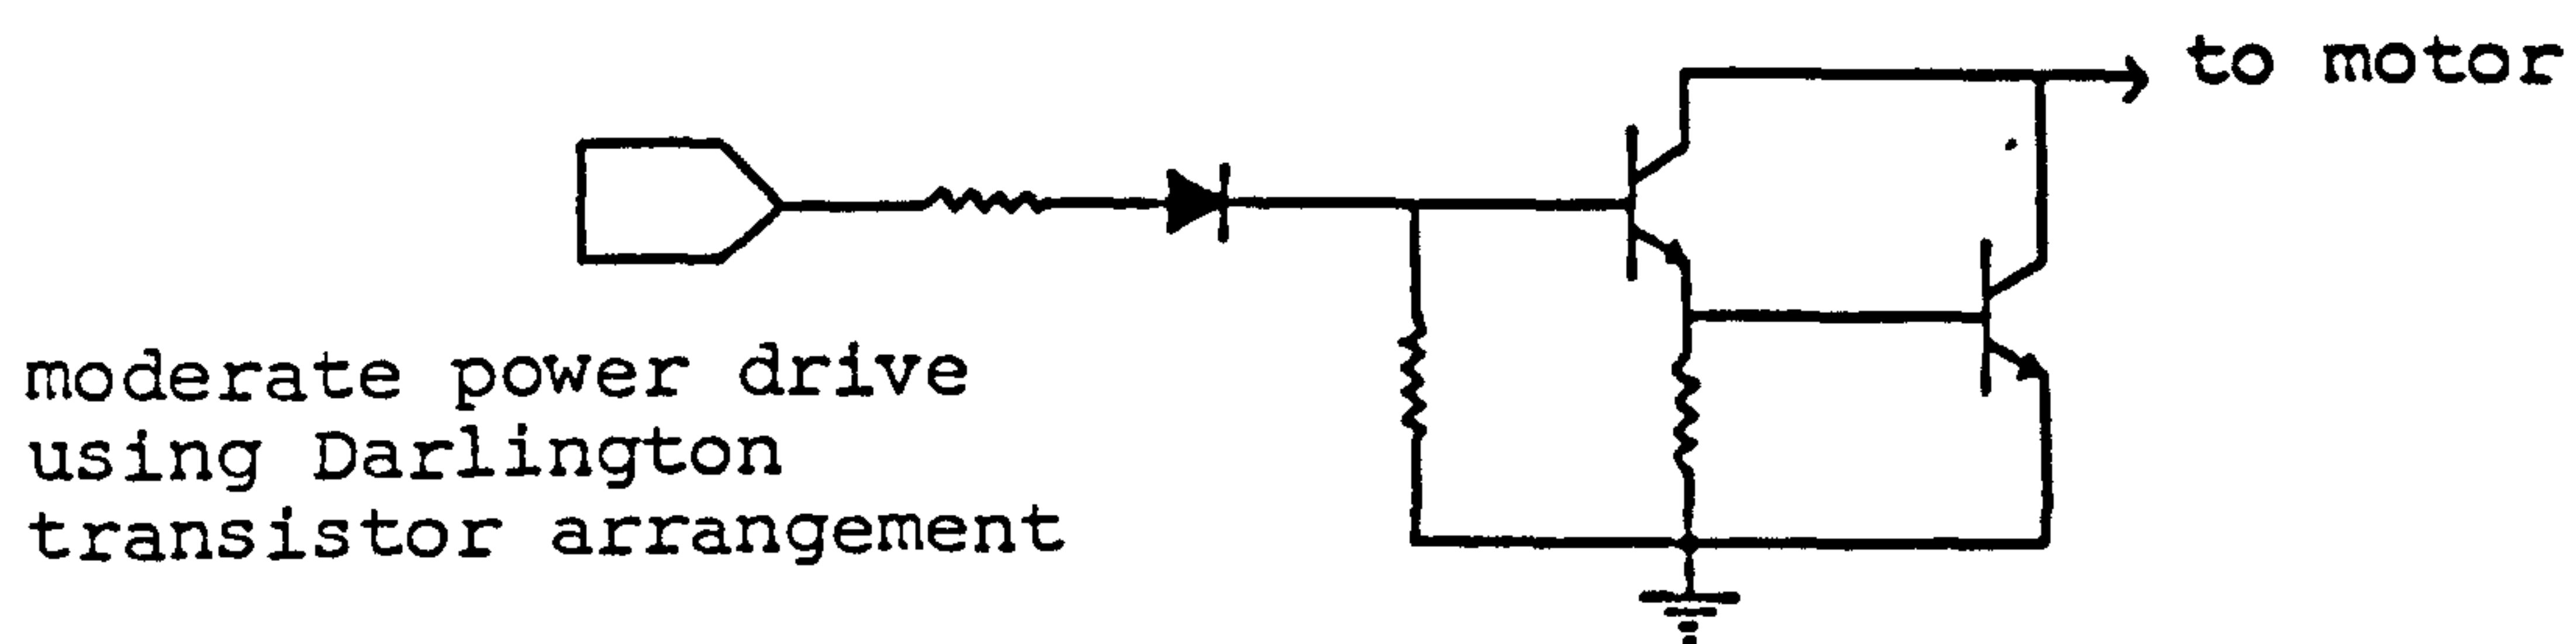 to motor
moderate power drive
using Darlington
transistor arrangement